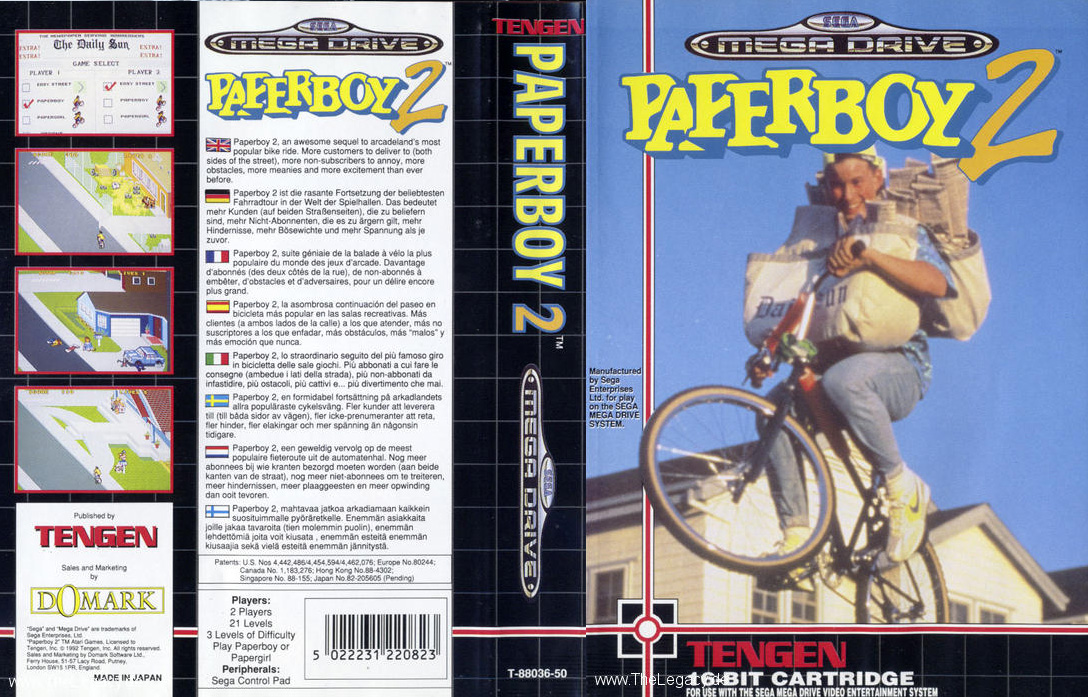 THE NEWSPAPER SERVING
EXTRA! The Daily Sun EXTRA!
EXTRA! EXTRA!
GAME SELECT
PLAYER 1 PLAYER 2
EASY STREET EASY STREET
PAPERBOY PAPERBOY
PAPERGIRL PAPERGIRL
Published by
TENGEN
Sales and Marketing
by
DOMARK
"Sega" and "Mega Drive" are trademarks of
Sega Enterprises, Ltd.
"Paperboy 2" TM Atari Games, Licensed to
Tengen, Inc. © 1992 Tengen, Inc. All rights reserved.
Sales and Marketing by Domark Software Ltd.,
Ferry House, 51-57 Lacy Road, Putney,
London SW15 1PR, England
MADE IN JAPAN
SEGA
MEGA DRIVE
PAPERBOY 2 TM
Paperboy 2, an awesome sequel to arcadeland's most
popular bike ride. More customers to deliver to (both
sides of the street), more non-subscribers to annoy, more
obstacles, more meanies and more excitement than ever
before.
Paperboy 2 ist die rasante Fortsetzung der beliebtesten
Fahrradtour in der Welt der Spielhallen. Das bedeutet
mehr Kunden (auf beiden Straßenseiten), die zu beliefern
sind, mehr Nicht-Abonnenten, die es zu ärgern gilt, mehr
Hindernisse, mehr Bösewichte und mehr Spannung als je
zuvor.
Paperboy 2, suite géniale de la balade à vélo la plus
populaire du monde des jeux d'arcade. Davantage
d'abonnés (des deux côtés de la rue), de non-abonnés à
embêter, d'obstacles et d'adversaires, pour un délire encore
plus grand.
Paperboy 2, la asombrosa continuación del paseo en
bicicleta más popular en las salas recreativas. Más
clientes (a ambos lados de la calle) a los que atender, más no
suscriptores a los que enfadar, más obstáculos, más "malos" y
más emoción que nunca.
Paperboy 2, lo straordinario seguito del più famoso giro
in bicicletta delle sale giochi. Più abbonati a cui fare le
consegne (ambedue i lati della strada), più non-abbonati da
infastidire, più ostacoli, più cattivi e... più divertimento che mai.
Paperboy 2, en formidabel fortsättning på arkadlandets
allra populäraste cykelsväng. Fler kunder att leverera
till (till båda sidor av vägen), fler icke-prenumeranter att reta,
fler hinder, fler elakingar och mer spänning än någonsin
tidigare.
Paperboy 2, een geweldig vervolg op de meest
populaire fieteroute uit de automatenhal. Nog meer
abonnees bij wie kranten bezorgd moeten worden (aan beide
kanten van de straat), nog meer niet-abonnees om te treiteren,
meer hindernissen, meer plaaggeesten en meer opwinding
dan ooit tevoren.
Paperboy 2, mahtavaa jatkoa arkadiamaan kaikkein
suosituimmalle pyöräretkelle. Enemmän asiakkaita
joille jakaa tavaroita (tien molemmin puolin), enemmän
lehdettömiä joita voit kiusata , enemmän esteitä enemmän
kiusaajia sekä vielä esteitä enemmän jännitystä.
Patents: U.S. Nos 4,442,486/4,454,594/4,462,076; Europe No.80244;
Canada No. 1,183,276; Hong Kong No.88-4302;
Singapore No. 88-155; Japan No.82-205605 (Pending)
Players:
2 Players
21 Levels
3 Levels of Difficulty
Play Paperboy or
Papergirl
Peripherals:
Sega Control Pad
5 022231 220823
TENGEN
PAPERBOY 2 TM
SEGA
MEGA DRIVE
T-88036-50
SEGA
MEGA DRIVE
PAPERBOY 2 TM
Daily Sun
Manufactured
by Sega
Enterprises
Ltd. for play
on the SEGA
MEGA DRIVE
SYSTEM.
TENGEN
16-BIT CARTRIDGE
FOR USE WITH THE SEGA MEGA DRIVE VIDEO ENTERTAINMENT SYSTEM
www.TheLegacy.de